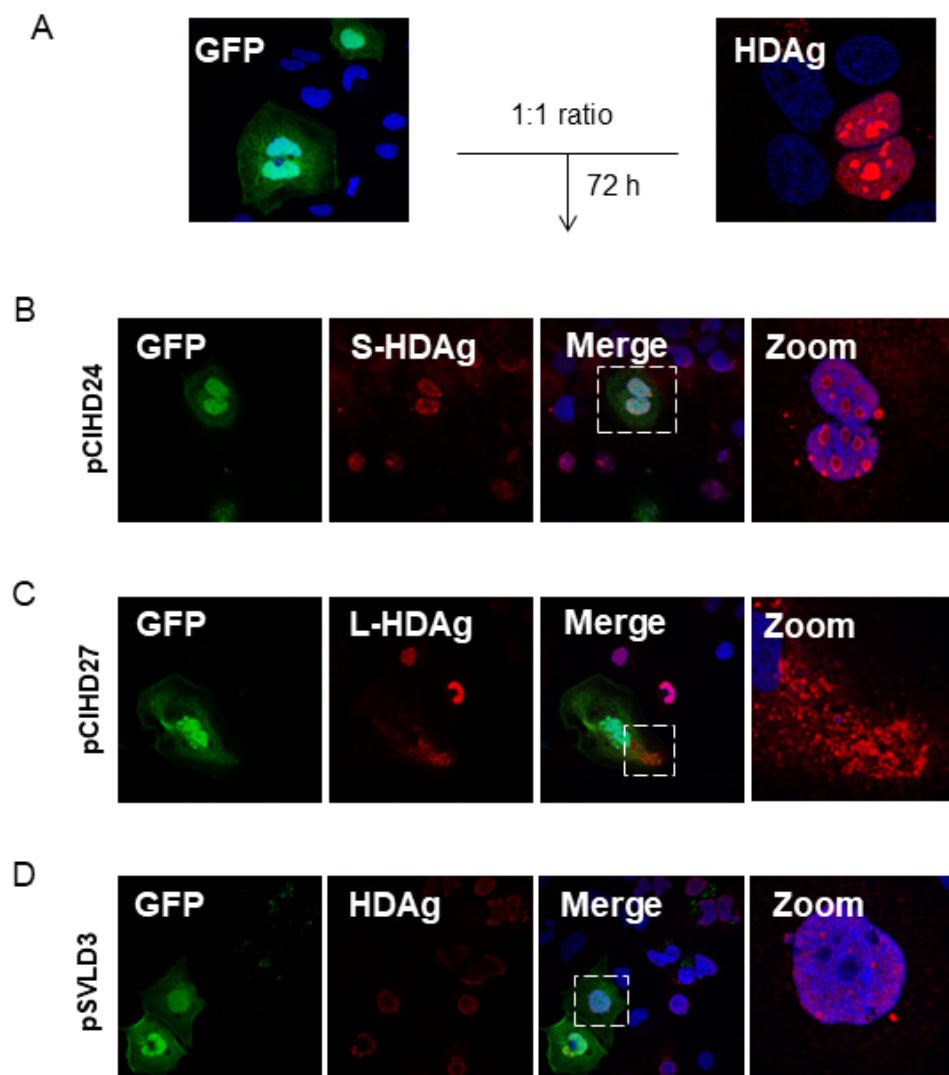 A
GFP
1:1 ratio
72 h
HDAg
B
pCIHD24
GFP
S-HDAg
Merge
Zoom
C
pCIHD27
GFP
L-HDAg
Merge
Zoom
D
pSVLD3
GFP
HDAg
Merge
Zoom